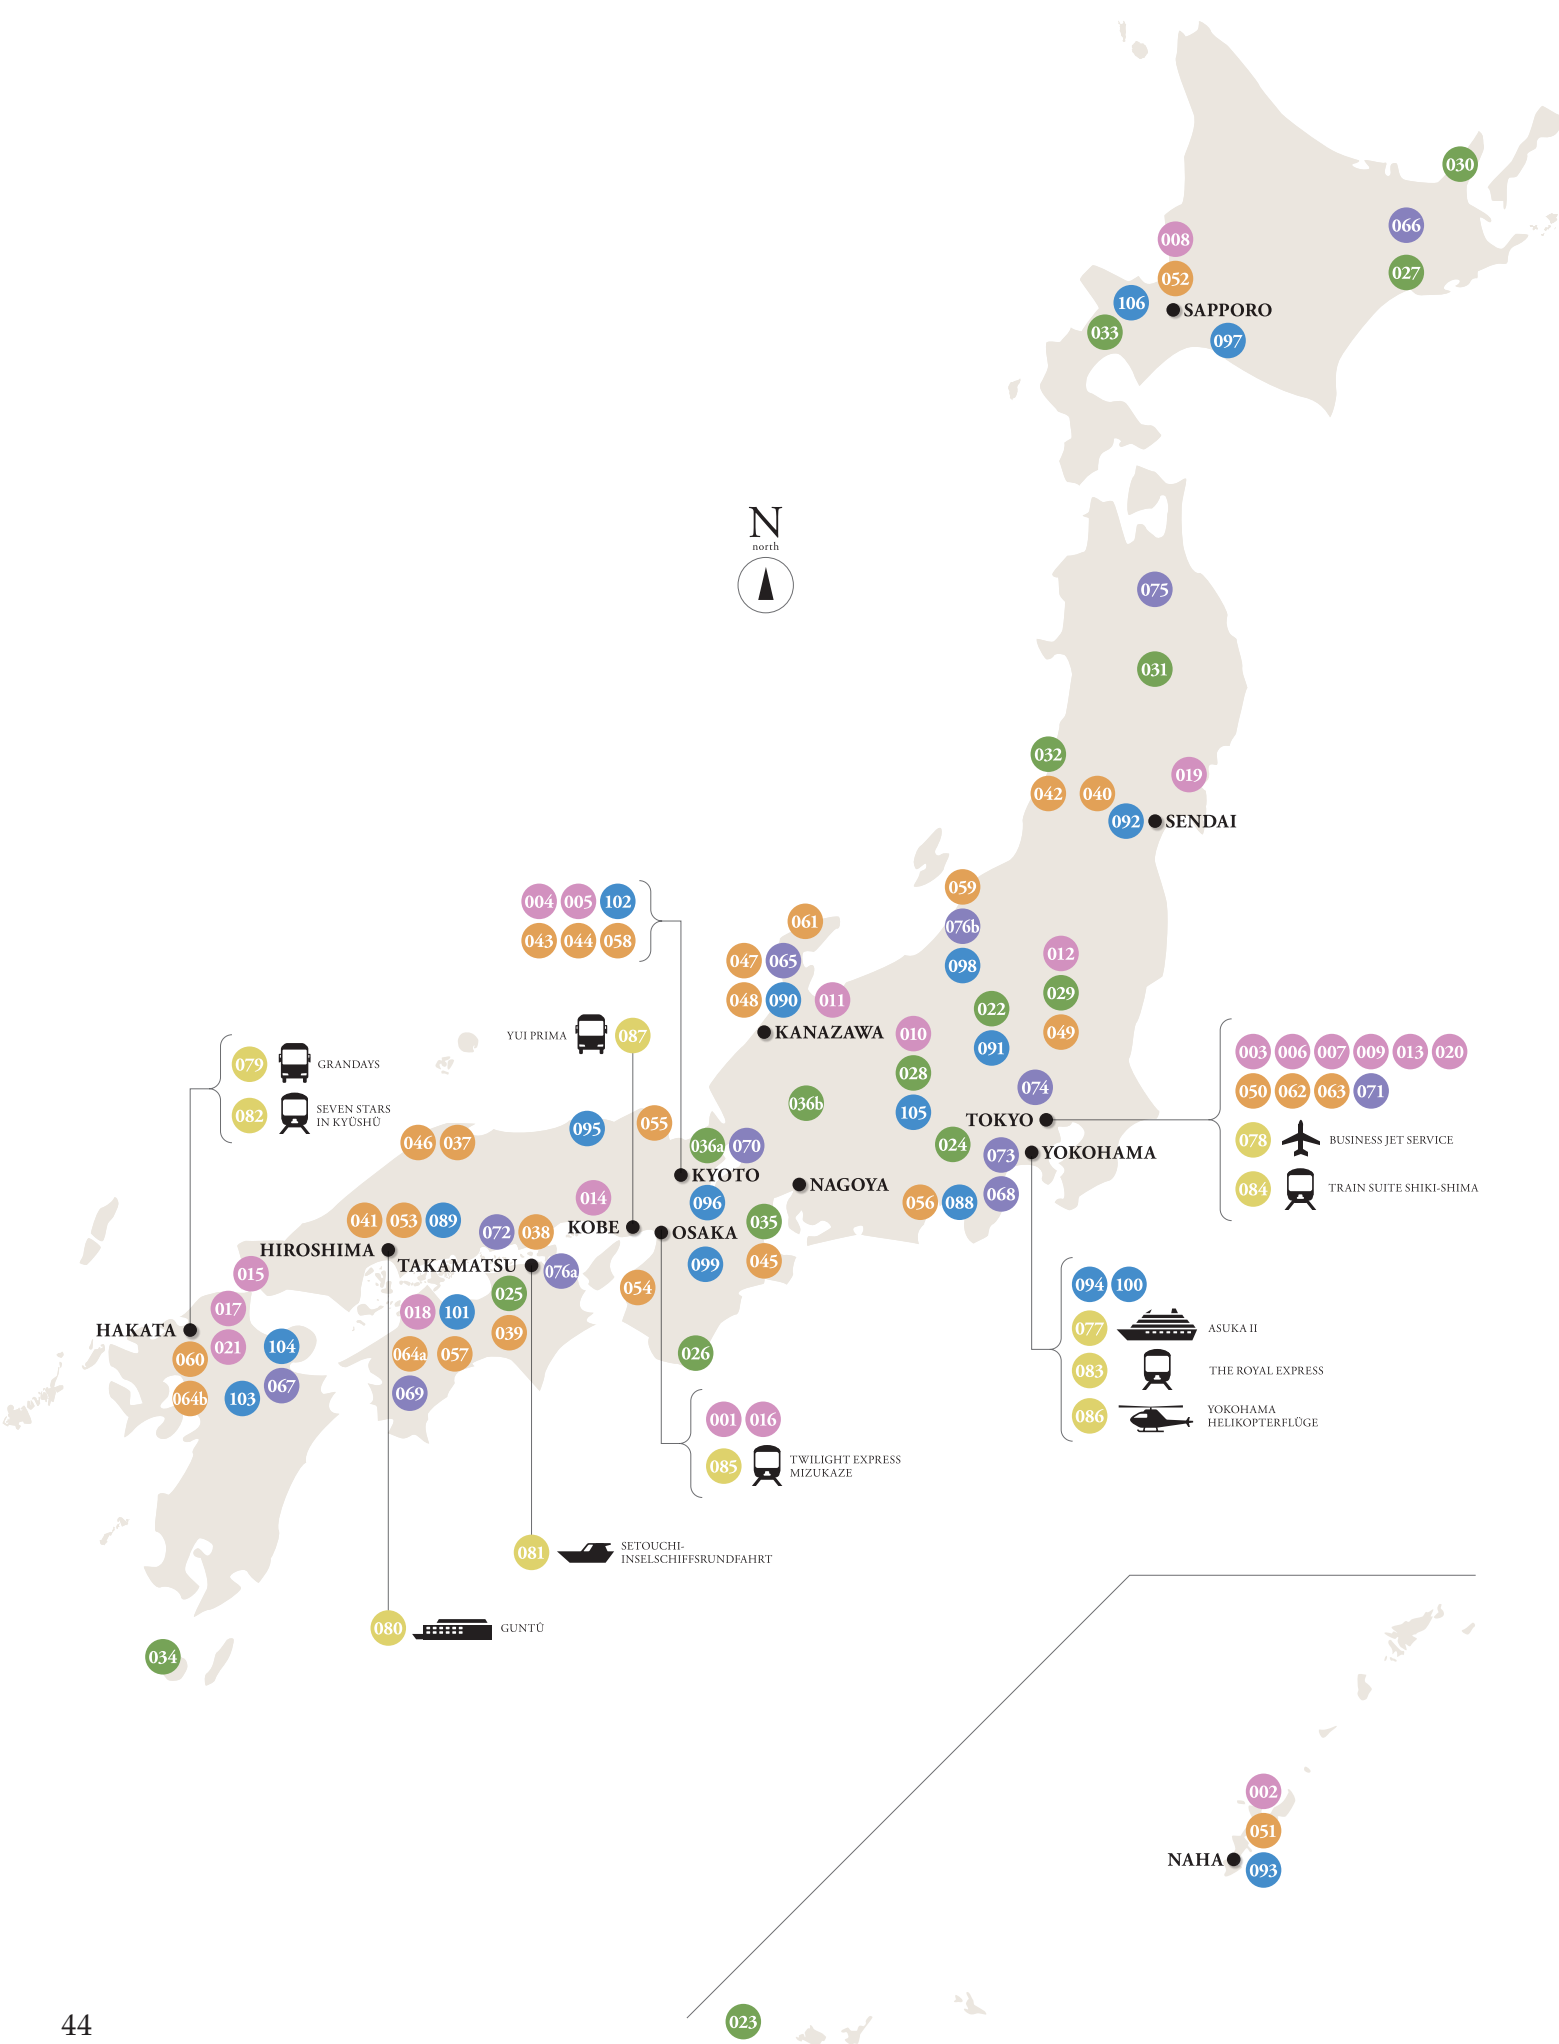 030
066
008
027
052
106
SAPPORO
033
097
N
north
075
031
032
019
042
040
092
SENDAI
059
004 005 102
061
076b
043 044 058
012
047 065
098
029
048 090 011
022
KANAZAWA
010
049
YUI PRIMA
087
091
003 006 007 009 013 020
079
GRANDAYS
028
074
050 062 063 071
082
SEVEN STARS
IN KYÜSHÜ
036b
105
TOKYO
095
055
078
BUSINESS JET SERVICE
046 037
036a 070
024
073
YOKOHAMA
KYOTO
NAGOYA
084
TRAIN SUITE SHIKI-SHIMA
014
096
056 088
068
041 053 089
035
072 038
KOBE
OSAKA
HIROSHIMA
TAKAMATSU
076a
099
045
015
054
094 100
025
017
018 101
077
ASUKA II
HAKATA
039
021
104
060
064a 057
026
083
THE ROYAL EXPRESS
067
064b
103
069
086
YOKOHAMA
HELIKOPTERFLÜGE
001 016
085
TWILIGHT EXPRESS
MIZUKAZE
081
SETOUCHI-
INSELSCHIFFSRUNDFAHRT
080
GUNTÛ
034
002
051
NAHA
093
023
44